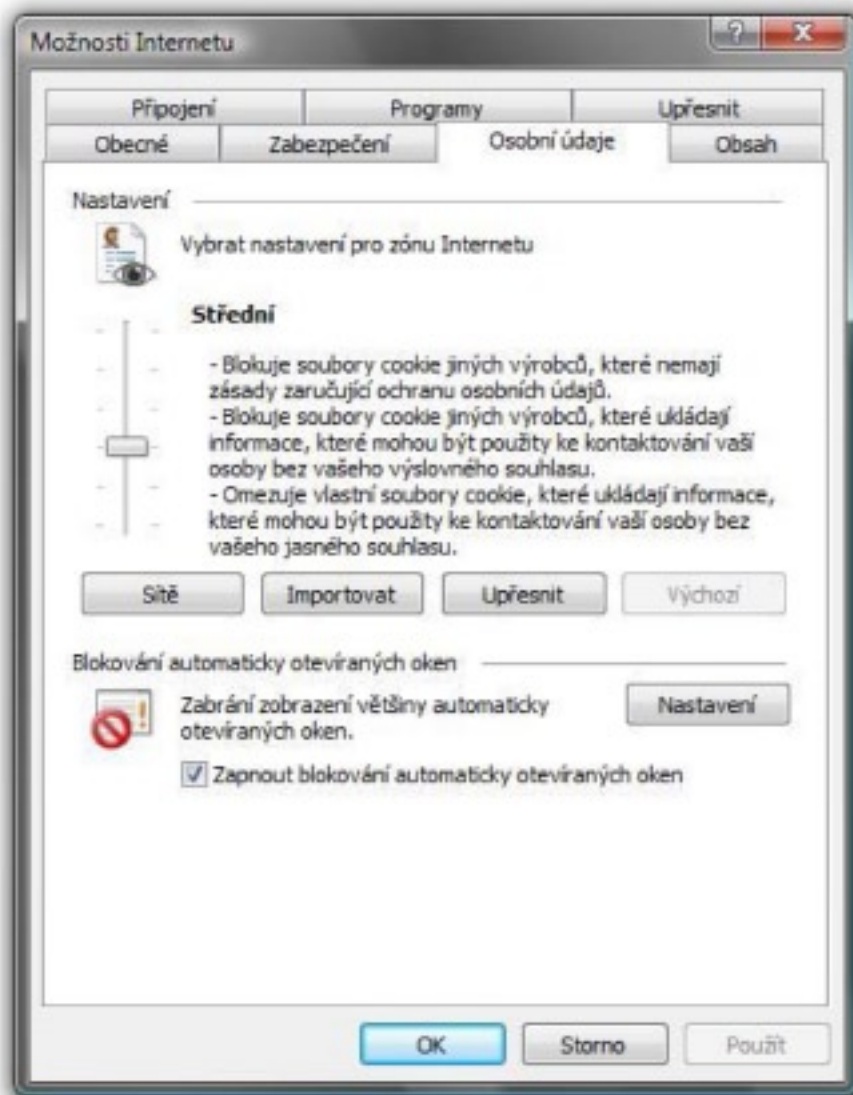 Možnosti Internetu
?
X
Připojení
Programy
Upřesnit
Obecné
Zabezpečení
Osobní údaje
Obsah
Nastavení
Vybrat nastavení pro zónu Internetu
Střední
- Blokuje soubory cookie jiných výrobců, které nemají
zásady zaručující ochranu osobních údajů.
- Blokuje soubory cookie jiných výrobců, které ukládají
informace, které mohou být použity ke kontaktování vaší
osoby bez vašeho výslovného souhlasu.
- Omezuje vlastní soubory cookie, které ukládají informace,
které mohou být použity ke kontaktování vaší osoby bez
vašeho jasného souhlasu.
Sítě
Importovat
Upřesnit
Výchozí
Blokování automaticky otevíraných oken
Zabrání zobrazení většiny automaticky
otevíraných oken.
Nastavení
Zapnout blokování automaticky otevíraných oken
OK
Storno
Použít